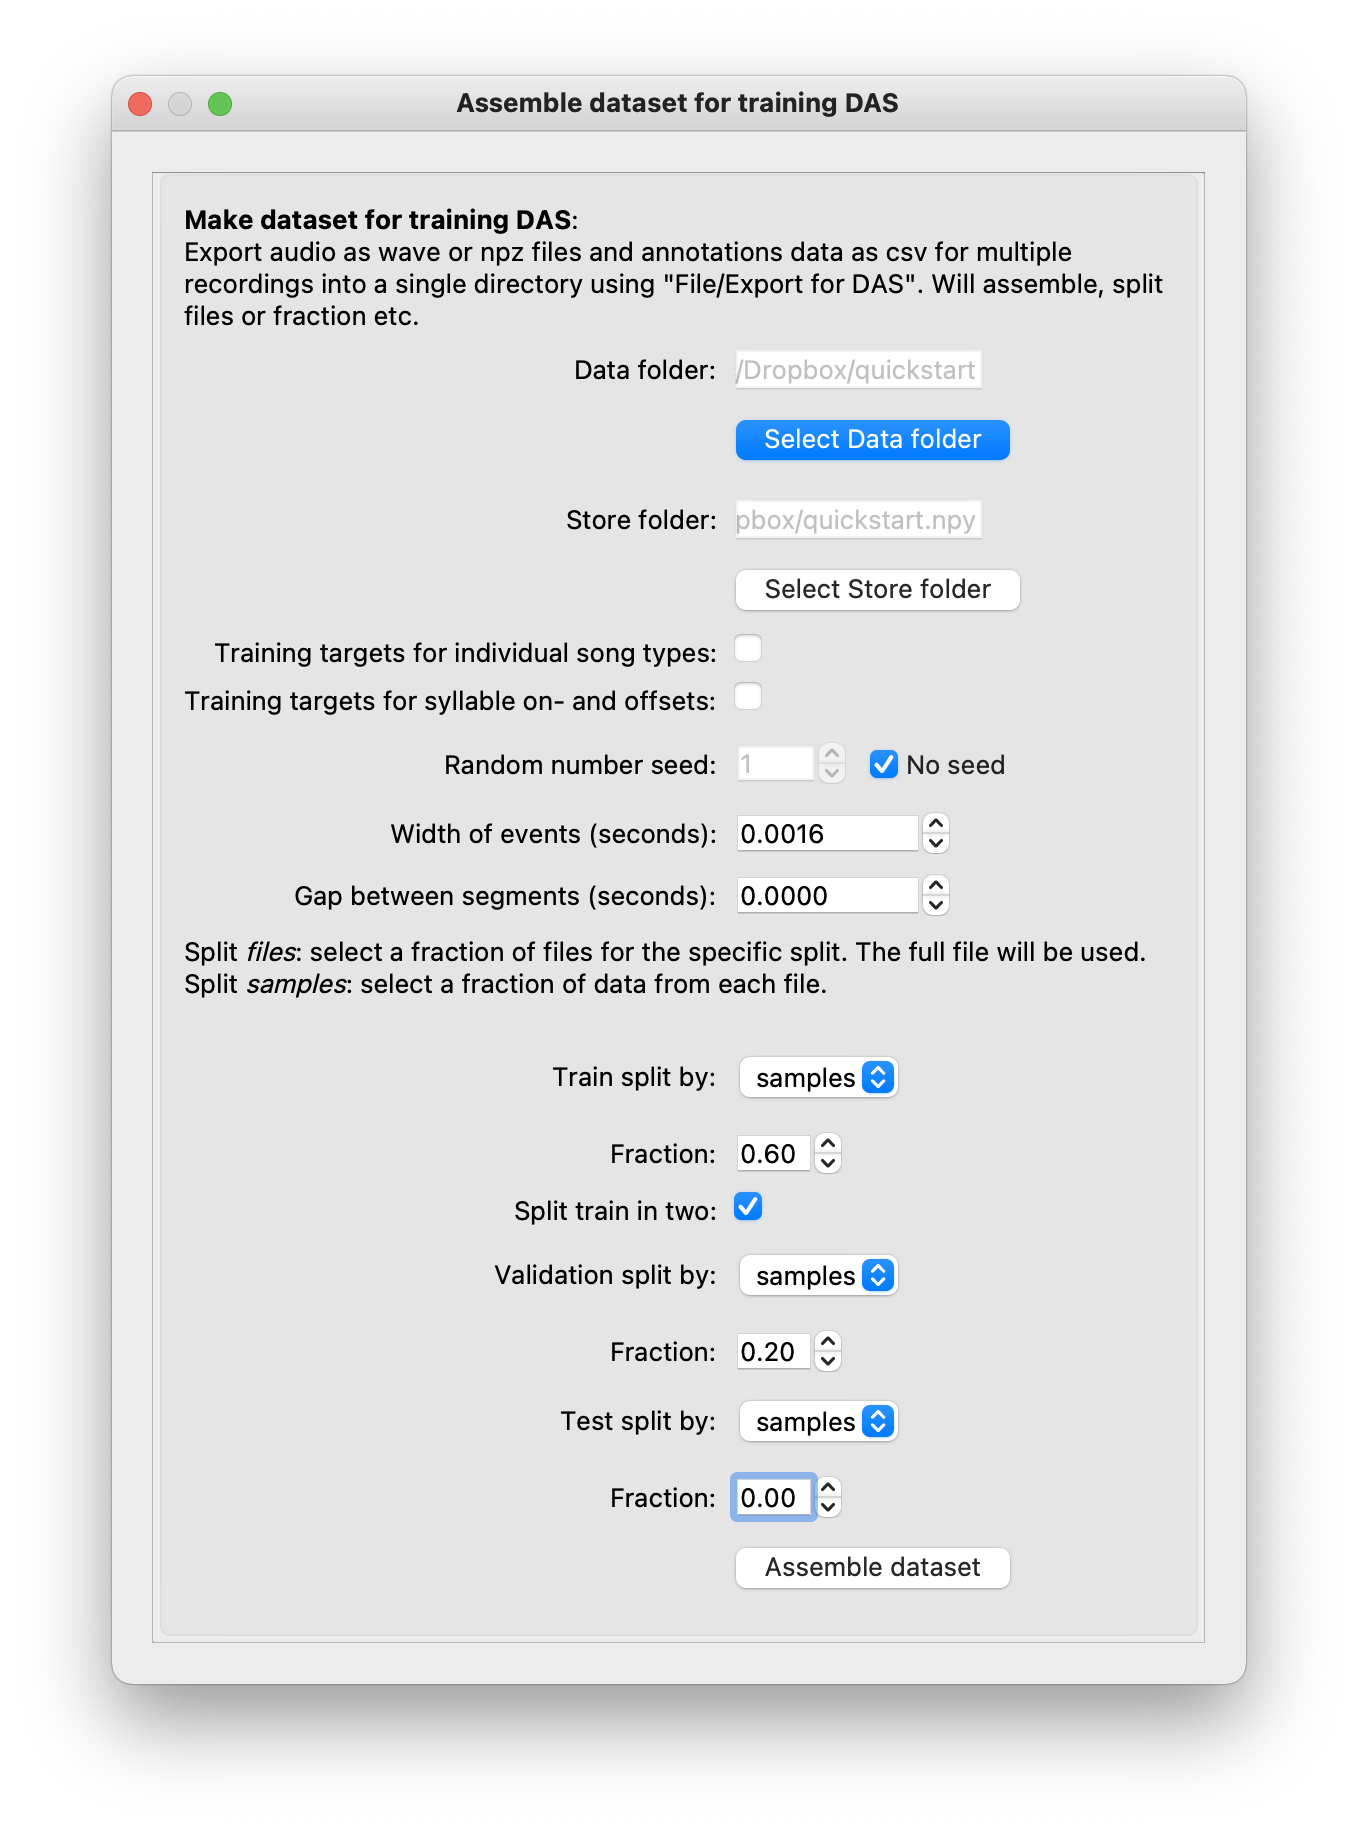 Assemble dataset for training DAS
Make dataset for training DAS:
Export audio as wave or npz files and annotations data as csv for multiple
recordings into a single directory using "File/Export for DAS". Will assemble, split
files or fraction etc.
Data folder: /Dropbox/quickstart
Select Data folder
Store folder: pbox/quickstart.npy
Select Store folder
Training targets for individual song types:
Training targets for syllable on- and offsets:
Random number seed: 1 No seed
Width of events (seconds): 0.0016
Gap between segments (seconds): 0.0000
Split files: select a fraction of files for the specific split. The full file will be used.
Split samples: select a fraction of data from each file.
Train split by: samples
Fraction: 0.60
Split train in two:
Validation split by: samples
Fraction: 0.20
Test split by: samples
Fraction: 0.00
Assemble dataset